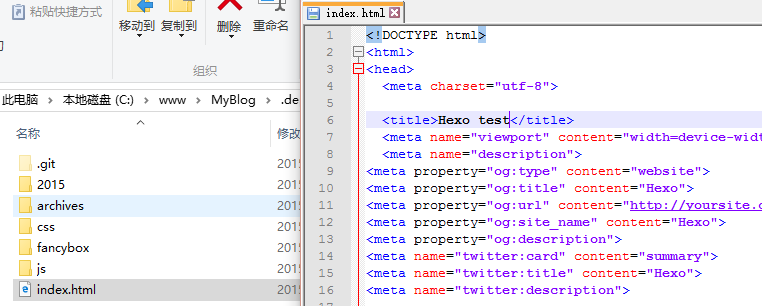 粘贴快捷方式
移动到 复制到 删除 重命名
组织
此电脑 本地磁盘 (C:) www MyBlog .de
名称 修改
.git 2015
2015 2015
archives 2015
css 2015
fancybox 2015
js 2015
index.html 2015
index.html
1 <!DOCTYPE html>
2 <html>
3 <head>
4 <meta charset="utf-8">
5
6 <title>Hexo test</title>
7 <meta name="viewport" content="width=device-widt
8 <meta name="description">
9 <meta property="og:type" content="website">
10 <meta property="og:title" content="Hexo">
11 <meta property="og:url" content="http://yoursite.c
12 <meta property="og:site_name" content="Hexo">
13 <meta property="og:description">
14 <meta name="twitter:card" content="summary">
15 <meta name="twitter:title" content="Hexo">
16 <meta name="twitter:description">